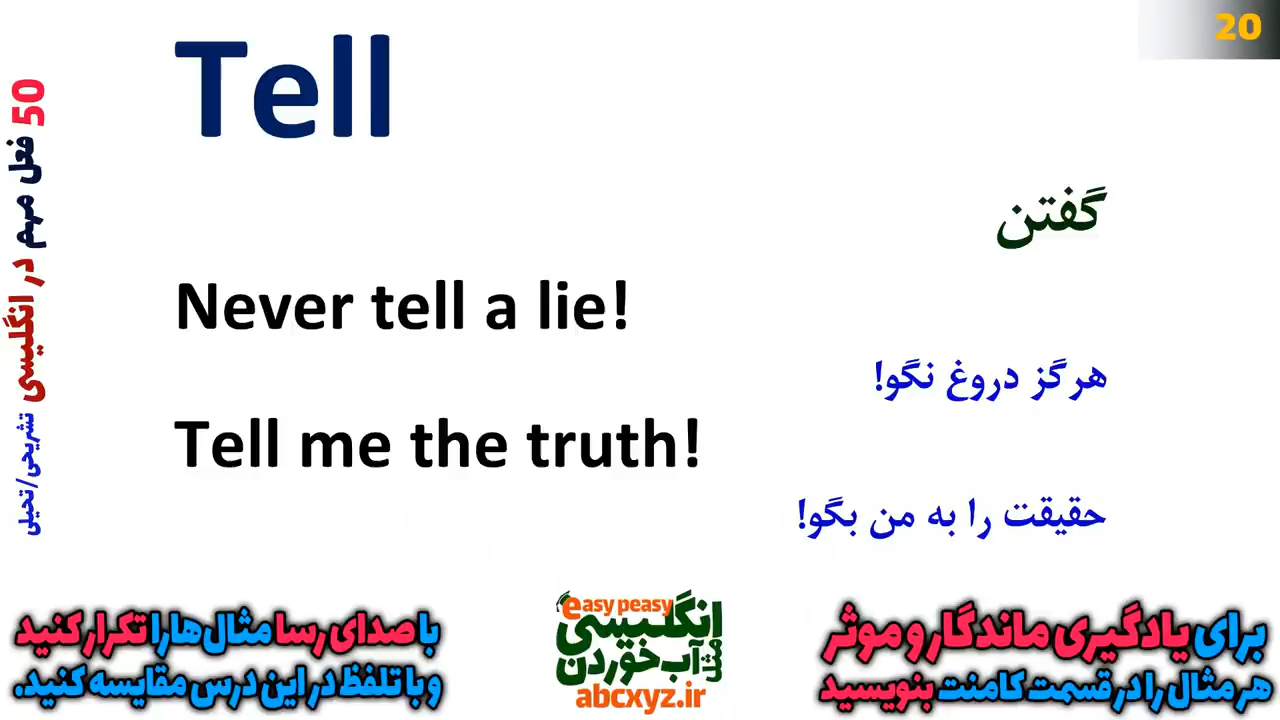 20
Tell
گفتن
Never tell a lie!
هرگز دروغ نگو!
Tell me the truth!
حقیقت را به من بگو!
50 فعل مهم در انگلیسی تشریحی/تحیلی
برای یادگیری ماندگار و موثر
هر مثال را در قسمت کامنت بنویسید
easy peasy
انگلیسی
مثل آب خوردن
abcxyz.ir
با صدای رسا مثال‌ها را تکرار کنید
و با تلفظ در این درس مقایسه کنید.